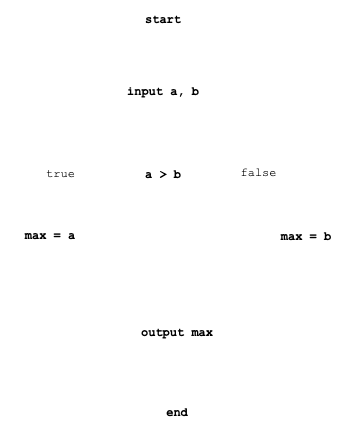 start
input a, b
true a > b false
max = a max = b
output max
end